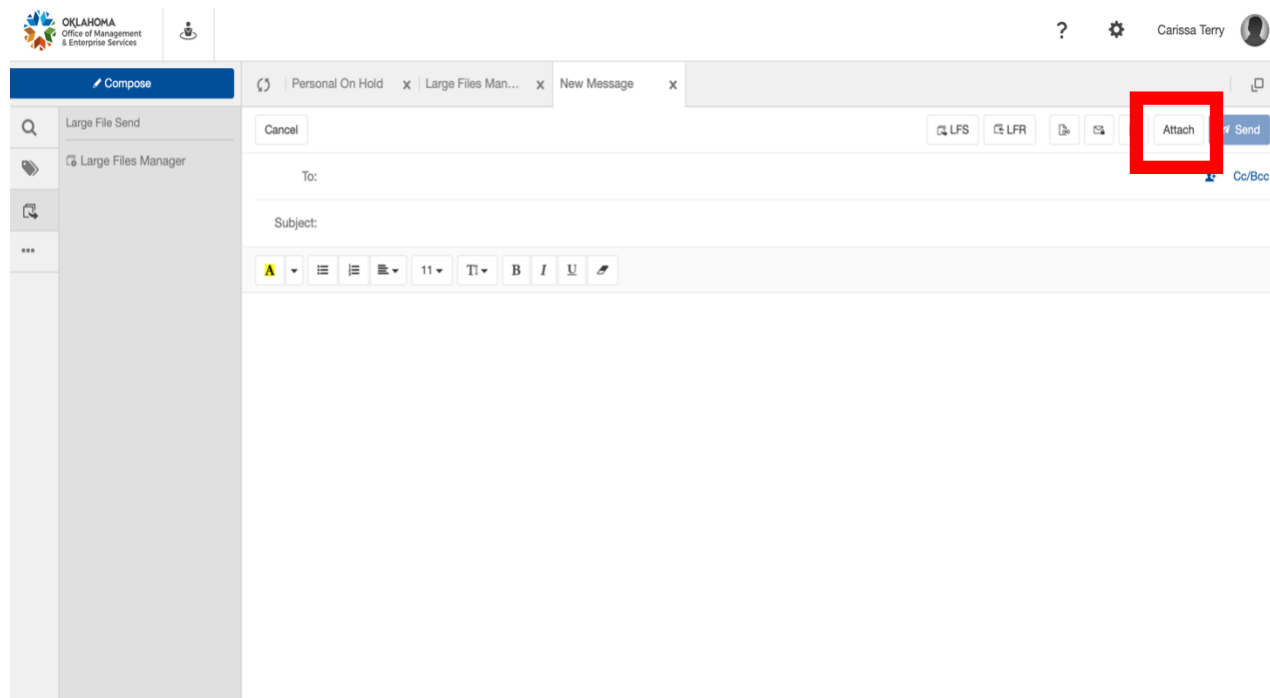 OKLAHOMA
Office of Management
& Enterprise Services
? Carissa Terry
Compose
Personal On Hold x Large Files Man... x New Message x
Large File Send
Large Files Manager
Cancel LFS LFR Attach Send
To: Cc/Bcc
Subject:
A 11 TI B I U